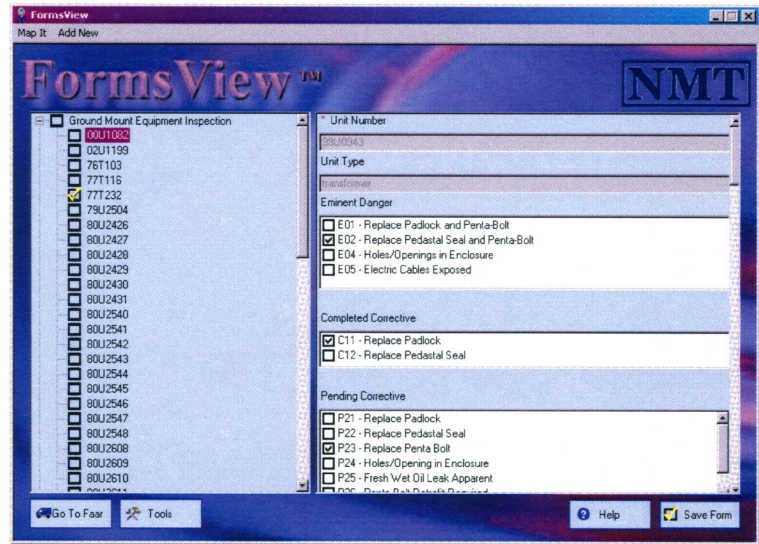 FormsView
Map It Add New
FormsView™
NMT
Ground Mount Equipment Inspection
00U1082
02U1199
76T103
77T116
77T232
79U2504
80U2426
80U2427
80U2428
80U2429
80U2430
80U2431
80U2540
80U2541
80U2542
80U2543
80U2544
80U2545
80U2546
80U2547
80U2548
80U2608
80U2609
80U2610
* Unit Number
39U0943
Unit Type
transformer
Eminent Danger
E01 - Replace Padlock and Penta-Bolt
E02 - Replace Pedastal Seal and Penta-Bolt
E04 - Holes/Openings in Enclosure
E05 - Electric Cables Exposed
Completed Corrective
C11 - Replace Padlock
C12 - Replace Pedastal Seal
Pending Corrective
P21 - Replace Padlock
P22 - Replace Pedastal Seal
P23 - Replace Penta Bolt
P24 - Holes/Opening in Enclosure
P25 - Fresh Wet Oil Leak Apparent
Go To Faar
Tools
Help
Save Form